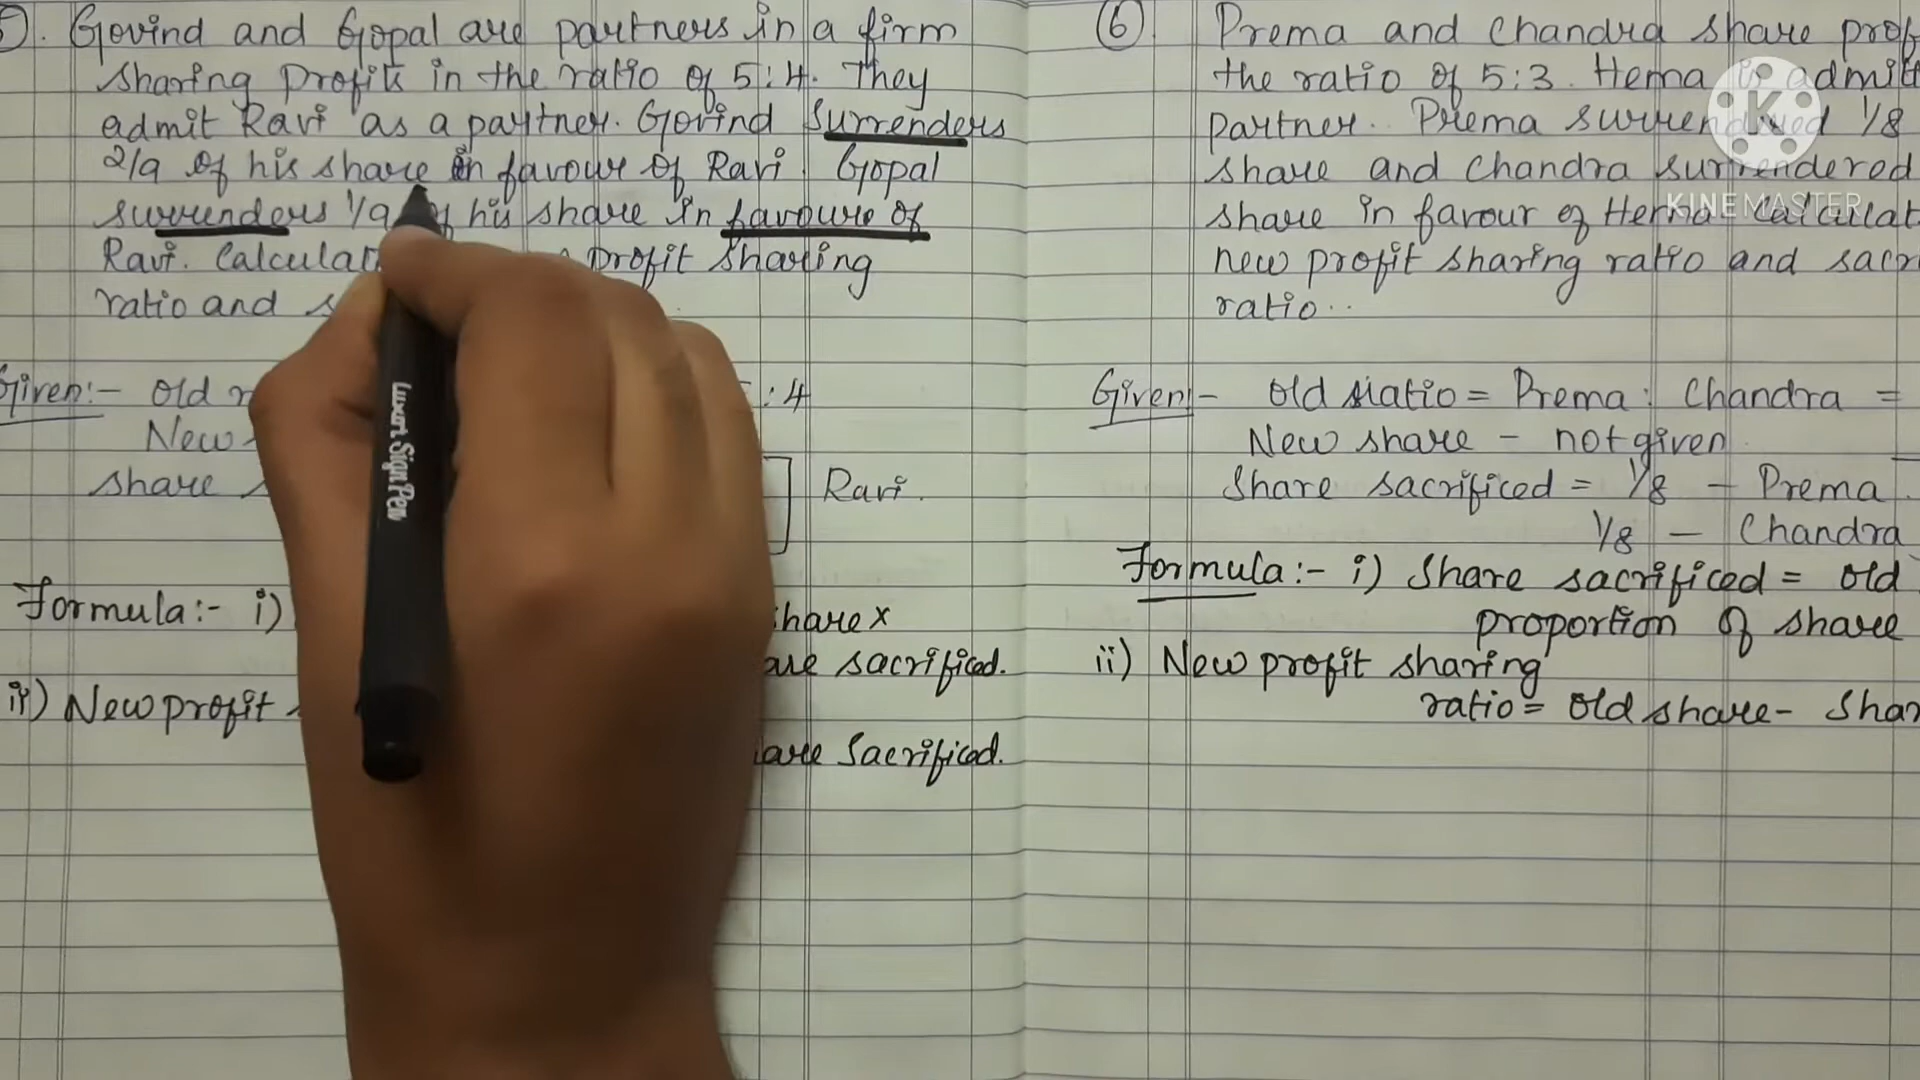 Govind and Gopal are partners in a firm
sharing Profits in the ratio of 5:4. They
admit Ravi as a partner. Govind Surrenders
2/9 of his share in favour of Ravi. Gopal
surrenders 1/9 of his share in favoure of
Ravi. Calculat profit sharing
ratio and s
Given:- old r :4
New
share s Ravi.
Formula:- i) share x
are sacrificed.
ii) New profit s
are Sacrificed.
6 Prema and Chandra share prof
the ratio of 5:3. Hema is admitt
partner. Prema surrendered 1/8
share and Chandra surrendered
share in favour of Hema. Calculat
new profit sharing ratio and sacr
ratio..
Given:- Old ratio = Prema: Chandra =
New share - not given
Share sacrificed = 1/8 - Prema.
1/8 - Chandra
Formula:- i) Share sacrificed = old
proportion of share
ii) New profit sharing
ratio = Old share - Shar
Luxor Sign Pen
K
KINEMASTER